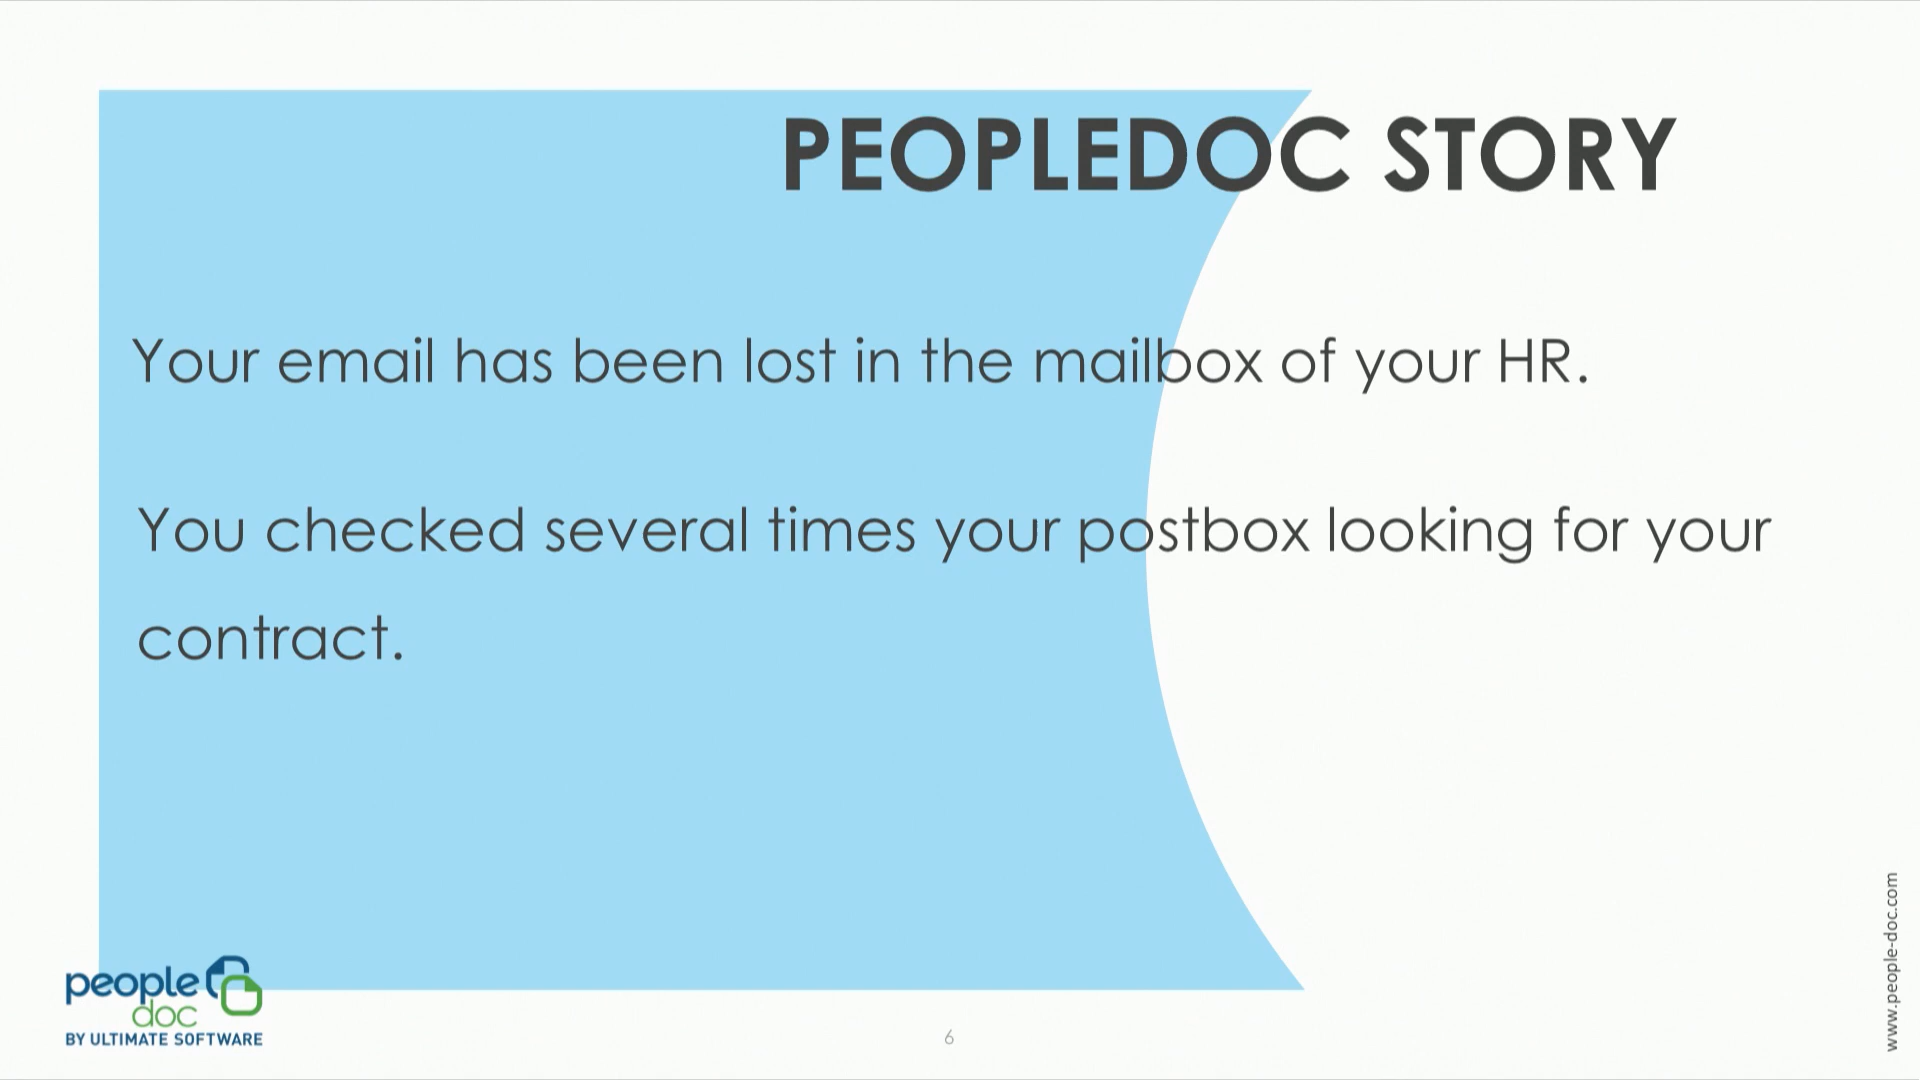 PEOPLEDOC STORY
Your email has been lost in the mailbox of your HR.
You checked several times your postbox looking for your
contract.
people
doc
BY ULTIMATE SOFTWARE
6
www.people-doc.com